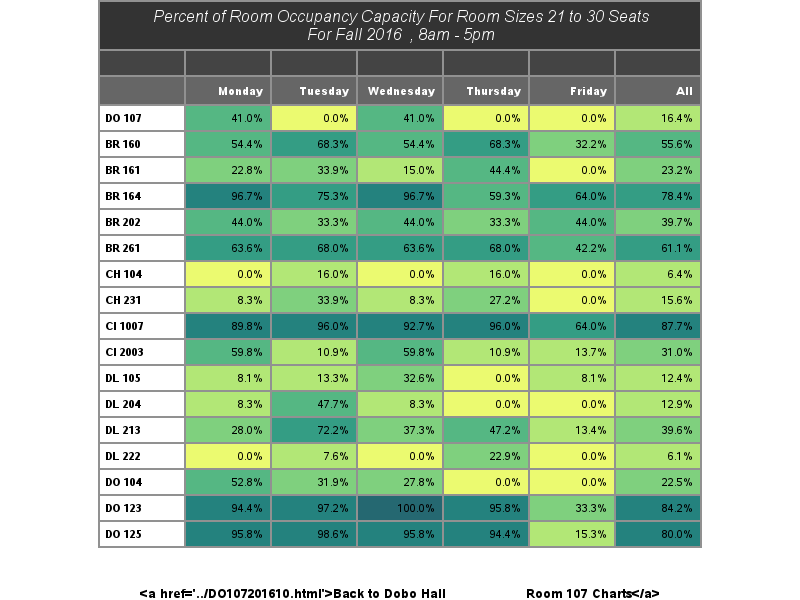 Percent of Room Occupancy Capacity For Room Sizes 21 to 30 Seats
For Fall 2016 , 8am - 5pm
Monday Tuesday Wednesday Thursday Friday All
DO 107 41.0% 0.0% 41.0% 0.0% 0.0% 16.4%
BR 160 54.4% 68.3% 54.4% 68.3% 32.2% 55.6%
BR 161 22.8% 33.9% 15.0% 44.4% 0.0% 23.2%
BR 164 96.7% 75.3% 96.7% 59.3% 64.0% 78.4%
BR 202 44.0% 33.3% 44.0% 33.3% 44.0% 39.7%
BR 261 63.6% 68.0% 63.6% 68.0% 42.2% 61.1%
CH 104 0.0% 16.0% 0.0% 16.0% 0.0% 6.4%
CH 231 8.3% 33.9% 8.3% 27.2% 0.0% 15.6%
CI 1007 89.8% 96.0% 92.7% 96.0% 64.0% 87.7%
CI 2003 59.8% 10.9% 59.8% 10.9% 13.7% 31.0%
DL 105 8.1% 13.3% 32.6% 0.0% 8.1% 12.4%
DL 204 8.3% 47.7% 8.3% 0.0% 0.0% 12.9%
DL 213 28.0% 72.2% 37.3% 47.2% 13.4% 39.6%
DL 222 0.0% 7.6% 0.0% 22.9% 0.0% 6.1%
DO 104 52.8% 31.9% 27.8% 0.0% 0.0% 22.5%
DO 123 94.4% 97.2% 100.0% 95.8% 33.3% 84.2%
DO 125 95.8% 98.6% 95.8% 94.4% 15.3% 80.0%
<a href='../DO107201610.html'>Back to Dobo Hall Room 107 Charts</a>